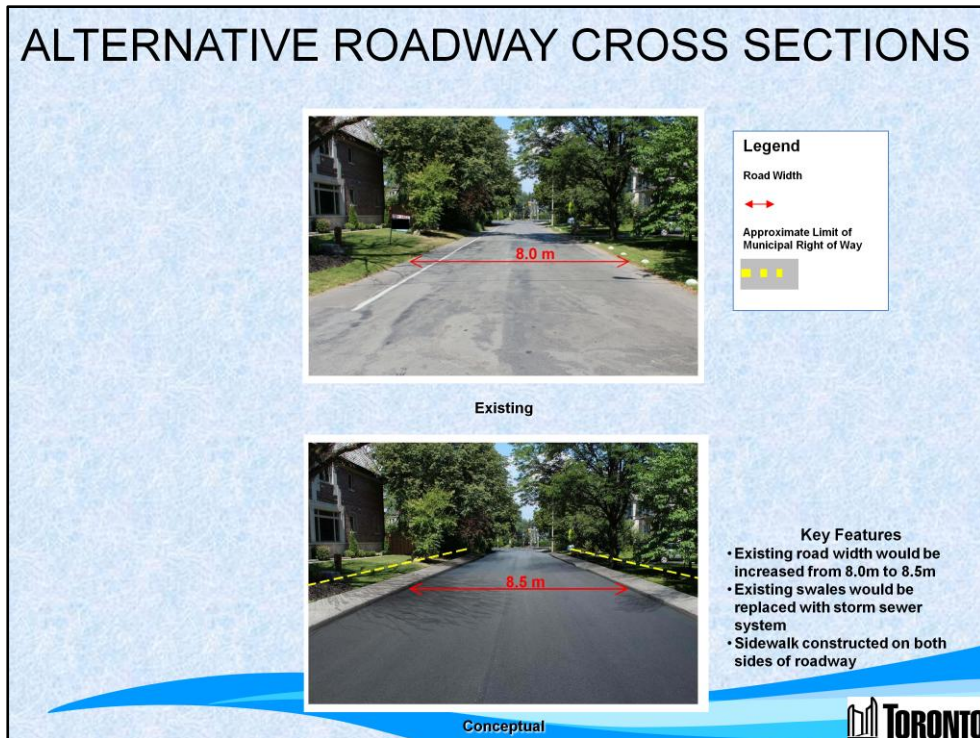 ALTERNATIVE ROADWAY CROSS SECTIONS
8.0 m
Existing
Legend
Road Width
Approximate Limit of
Municipal Right of Way
8.5 m
Conceptual
Key Features
• Existing road width would be
increased from 8.0m to 8.5m
• Existing swales would be
replaced with storm sewer
system
• Sidewalk constructed on both
sides of roadway
TORONTO